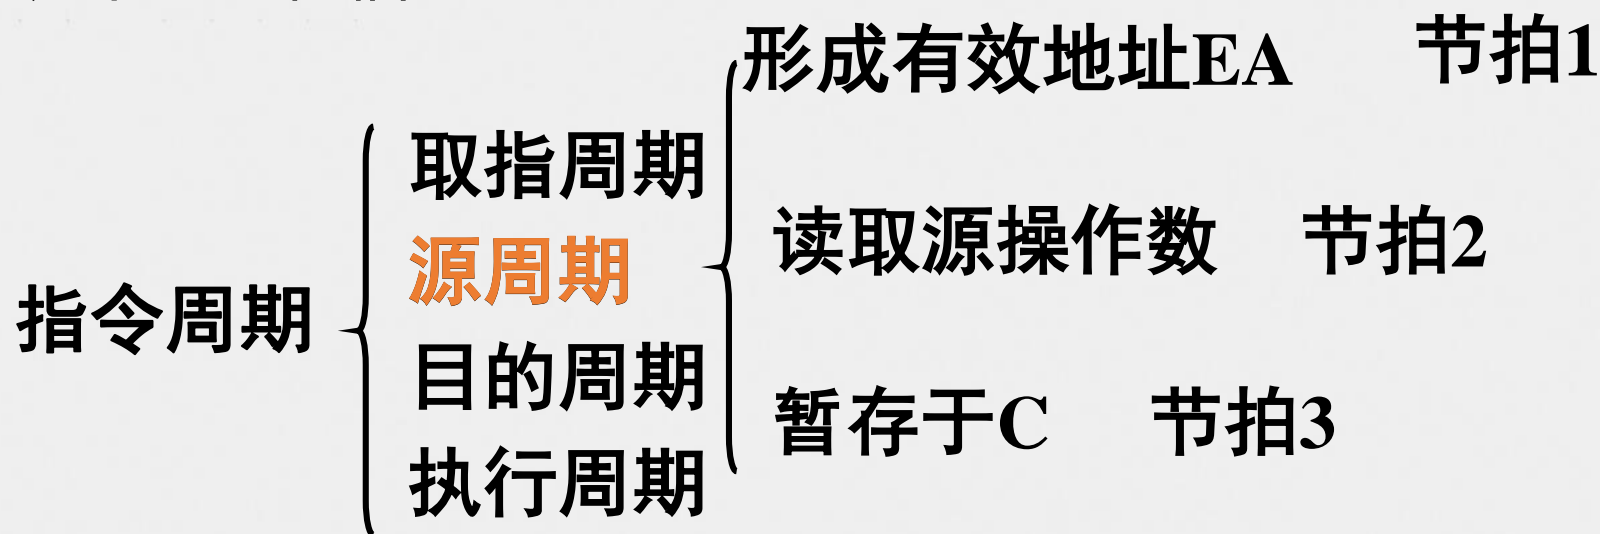 形成有效地址EA 节拍1
取指周期
源周期
读取源操作数 节拍2
指令周期
目的周期
暂存于C 节拍3
执行周期